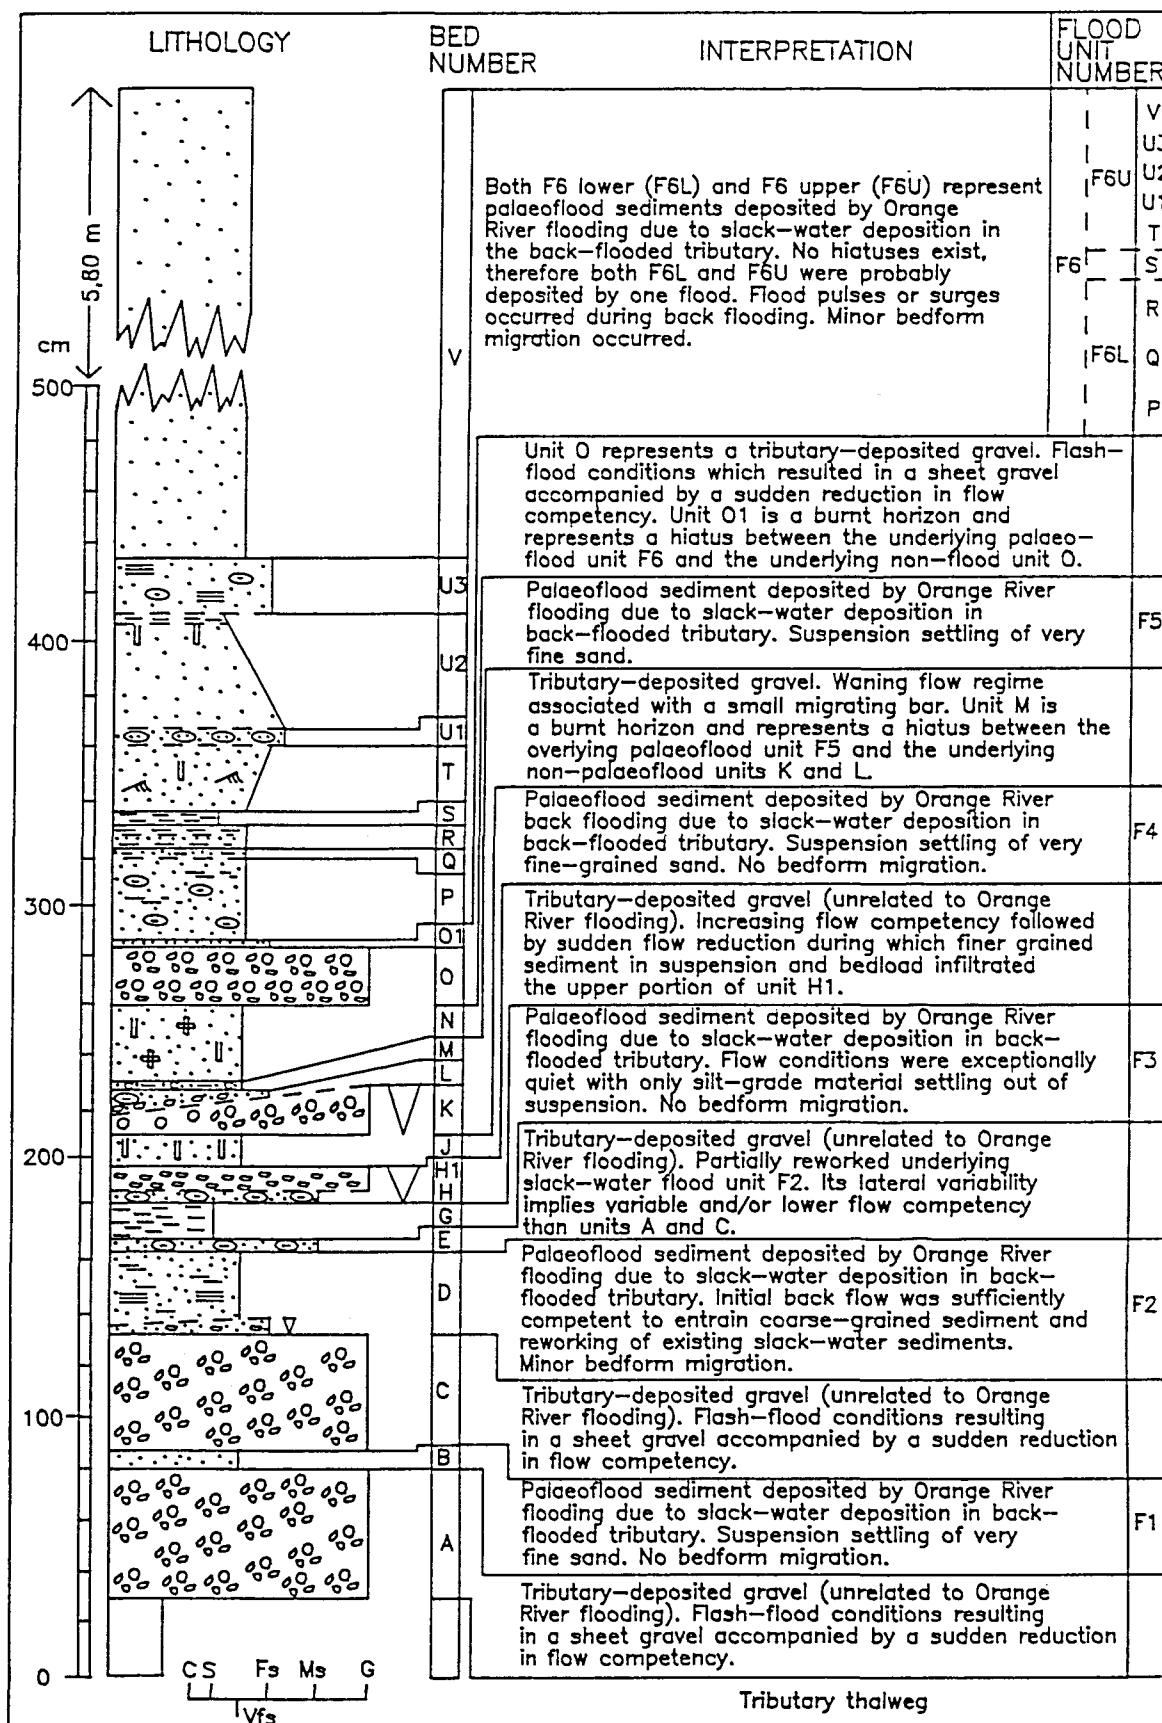 LITHOLOGY
BED
NUMBER
INTERPRETATION
FLOOD
UNIT
NUMBER
5,80 m
cm
500
400
300
200
100
0
C S Fs Ms G
Vfs
V
U3
U2
U1
T
S
R
Q
P
O1
O
N
M
L
K
J
H1
H
G
E
D
C
B
A
Both F6 lower (F6L) and F6 upper (F6U) represent
palaeoflood sediments deposited by Orange
River flooding due to slack-water deposition in
the back-flooded tributary. No hiatuses exist,
therefore both F6L and F6U were probably
deposited by one flood. Flood pulses or surges
occurred during back flooding. Minor bedform
migration occurred.
F6
F6U
F6L
V
U3
U2
U1
T
S
R
Q
P
Unit O represents a tributary-deposited gravel. Flash-
flood conditions which resulted in a sheet gravel
accompanied by a sudden reduction in flow
competency. Unit O1 is a burnt horizon and
represents a hiatus between the underlying palaeo-
flood unit F6 and the underlying non-flood unit O.
Palaeoflood sediment deposited by Orange River
flooding due to slack-water deposition in
back-flooded tributary. Suspension settling of very
fine sand.
F5
Tributary-deposited gravel. Waning flow regime
associated with a small migrating bar. Unit M is
a burnt horizon and represents a hiatus between the
overlying palaeoflood unit F5 and the underlying
non-palaeoflood units K and L.
Palaeoflood sediment deposited by Orange River
back flooding due to slack-water deposition in
back-flooded tributary. Suspension settling of very
fine-grained sand. No bedform migration.
F4
Tributary-deposited gravel (unrelated to Orange
River flooding). Increasing flow competency followed
by sudden flow reduction during which finer grained
sediment in suspension and bedload infiltrated
the upper portion of unit H1.
Palaeoflood sediment deposited by Orange River
flooding due to slack-water deposition in back-
flooded tributary. Flow conditions were exceptionally
quiet with only silt-grade material settling out of
suspension. No bedform migration.
F3
Tributary-deposited gravel (unrelated to Orange
River flooding). Partially reworked underlying
slack-water flood unit F2. Its lateral variability
implies variable and/or lower flow competency
than units A and C.
Palaeoflood sediment deposited by Orange River
flooding due to slack-water deposition in back-
flooded tributary. Initial back flow was sufficiently
competent to entrain coarse-grained sediment and
reworking of existing slack-water sediments.
Minor bedform migration.
F2
Tributary-deposited gravel (unrelated to Orange
River flooding). Flash-flood conditions resulting
in a sheet gravel accompanied by a sudden reduction
in flow competency.
Palaeoflood sediment deposited by Orange River
flooding due to slack-water deposition in back-
flooded tributary. Suspension settling of very
fine sand. No bedform migration.
F1
Tributary-deposited gravel (unrelated to Orange
River flooding). Flash-flood conditions resulting
in a sheet gravel accompanied by a sudden reduction
in flow competency.
Tributary thalweg